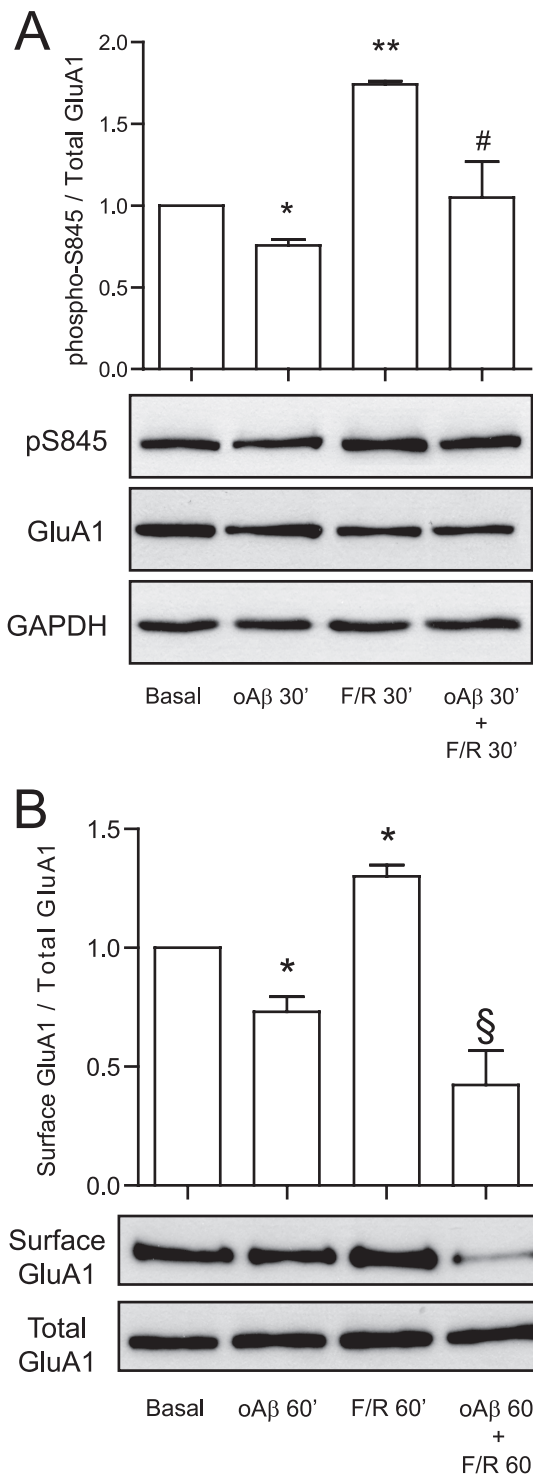 A
phospho-S845 / Total GluA1
2.0
1.5
1.0
0.5
0.0
*
**
#
pS845
GluA1
GAPDH
Basal oAβ 30’ F/R 30’ oAβ 30’
+
F/R 30’
B
Surface GluA1 / Total GluA1
1.5
1.0
0.5
0.0
*
*
§
Surface
GluA1
Total
GluA1
Basal oAβ 60’ F/R 60’ oAβ 60
+
F/R 60